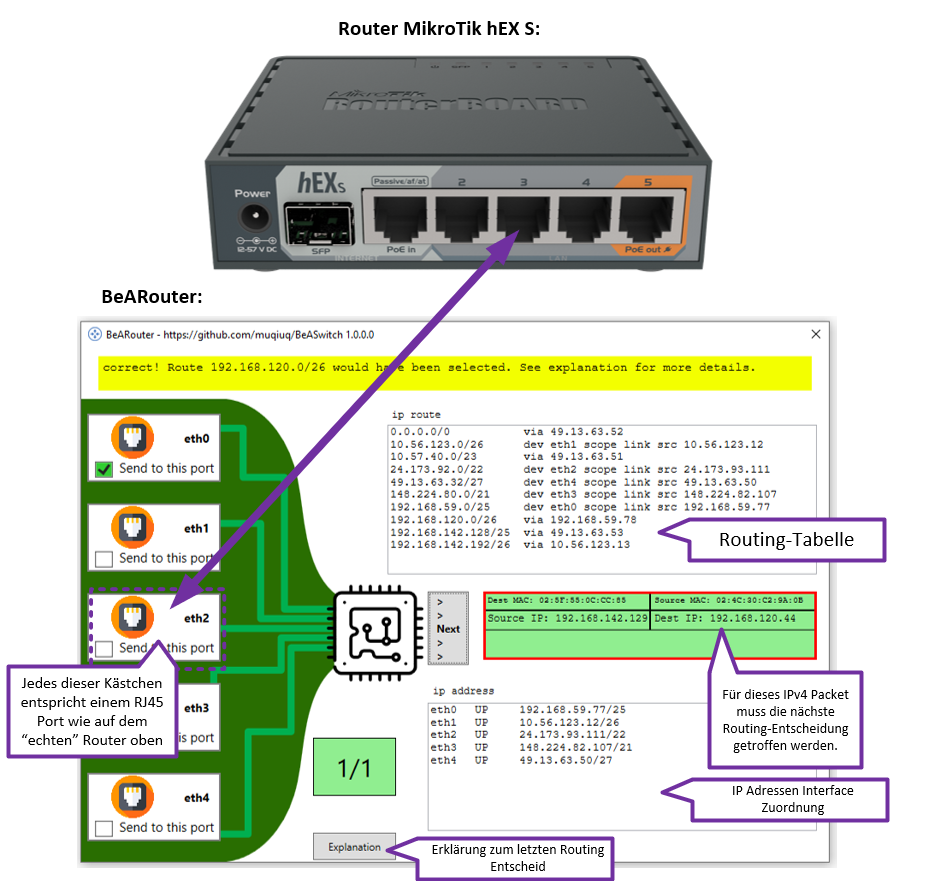 Router MikroTik hEX S:
MikroTik
RouterBOARD
hEX S
Passive/af/at 2 3 4 5
Power
12-57 V DC
SFP
PoE in
PoE out
INTERNET
LAN
BeARouter:
BeARouter - https://github.com/muqiuq/BeASwitch 1.0.0.0
correct! Route 192.168.120.0/26 would have been selected. See explanation for more details.
eth0
Send to this port
eth1
Send to this port
eth2
Send to this port
eth3
is port
eth4
Send to this port
Jedes dieser Kästchen
entspricht einem RJ45
Port wie auf dem
“echten” Router oben
ip route
0.0.0.0/0 via 49.13.63.52
10.56.123.0/26 dev eth1 scope link src 10.56.123.12
10.57.40.0/23 via 49.13.63.51
24.173.92.0/22 dev eth2 scope link src 24.173.93.111
49.13.63.32/27 dev eth4 scope link src 49.13.63.50
148.224.80.0/21 dev eth3 scope link src 148.224.82.107
192.168.59.0/25 dev eth0 scope link src 192.168.59.77
192.168.120.0/26 via 192.168.59.78
192.168.142.128/25 via 49.13.63.53
192.168.142.192/26 via 10.56.123.13
Routing-Tabelle
>
>
Next
>
>
Dest MAC: 02:5F:55:0C:CC:85 Source MAC: 02:4C:30:C2:9A:0B
Source IP: 192.168.142.129 Dest IP: 192.168.120.44
Für dieses IPv4 Packet
muss die nächste
Routing-Entscheidung
getroffen werden.
ip address
eth0 UP 192.168.59.77/25
eth1 UP 10.56.123.12/26
eth2 UP 24.173.93.111/22
eth3 UP 148.224.82.107/21
eth4 UP 49.13.63.50/27
IP Adressen Interface
Zuordnung
1/1
Explanation
Erklärung zum letzten Routing
Entscheid